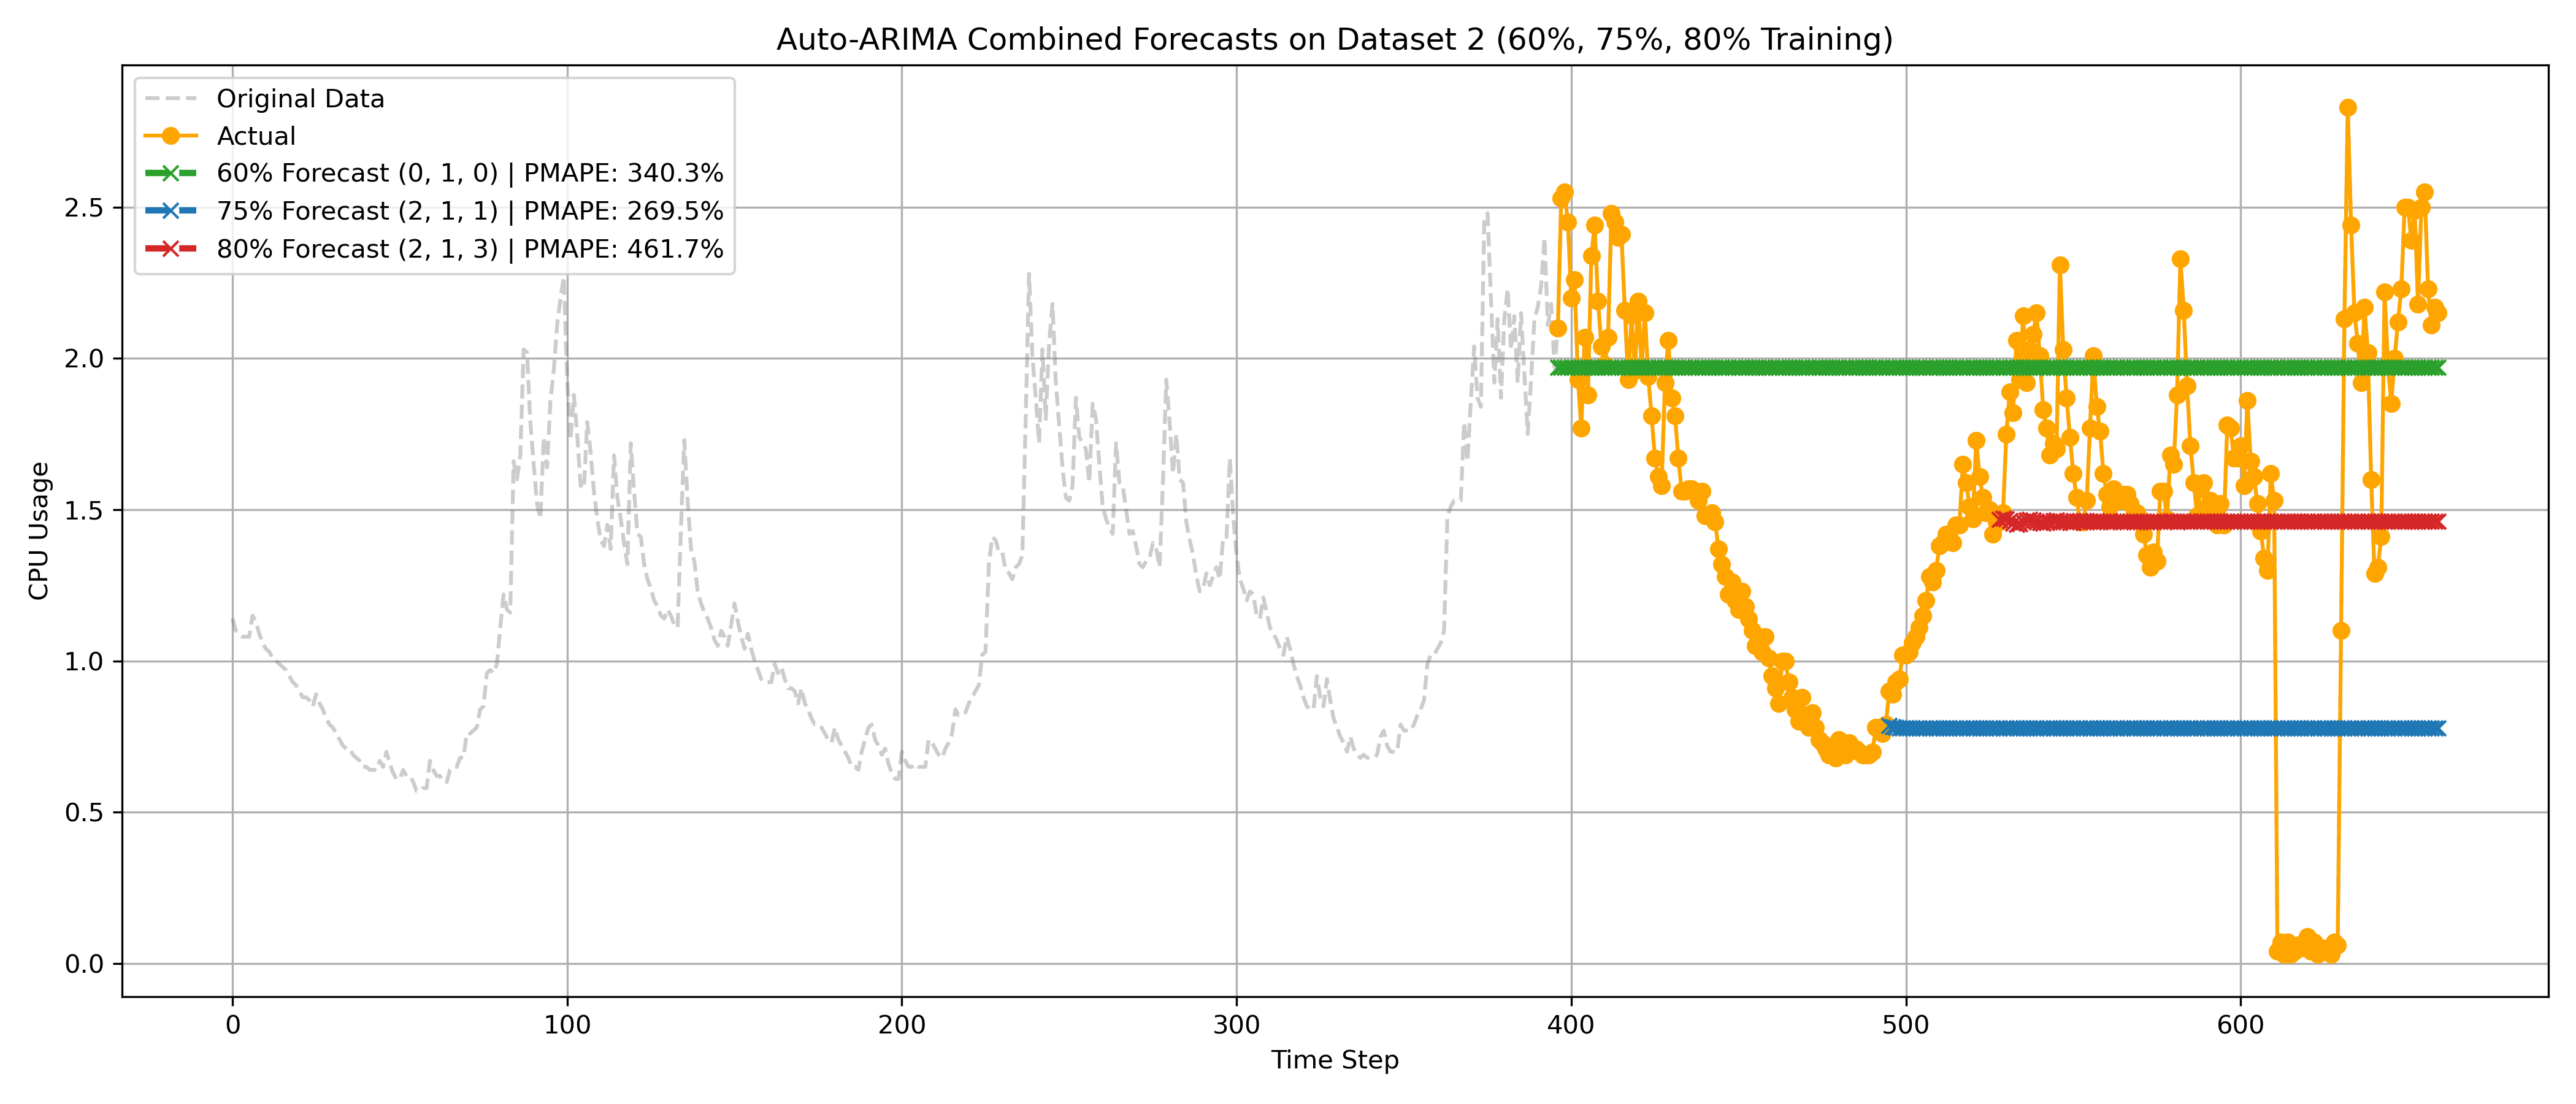 Auto-ARIMA Combined Forecasts on Dataset 2 (60%, 75%, 80% Training)
Original Data
Actual
60% Forecast (0, 1, 0) | PMAPE: 340.3%
75% Forecast (2, 1, 1) | PMAPE: 269.5%
80% Forecast (2, 1, 3) | PMAPE: 461.7%
CPU Usage
2.5
2.0
1.5
1.0
0.5
0.0
0 100 200 300 400 500 600
Time Step